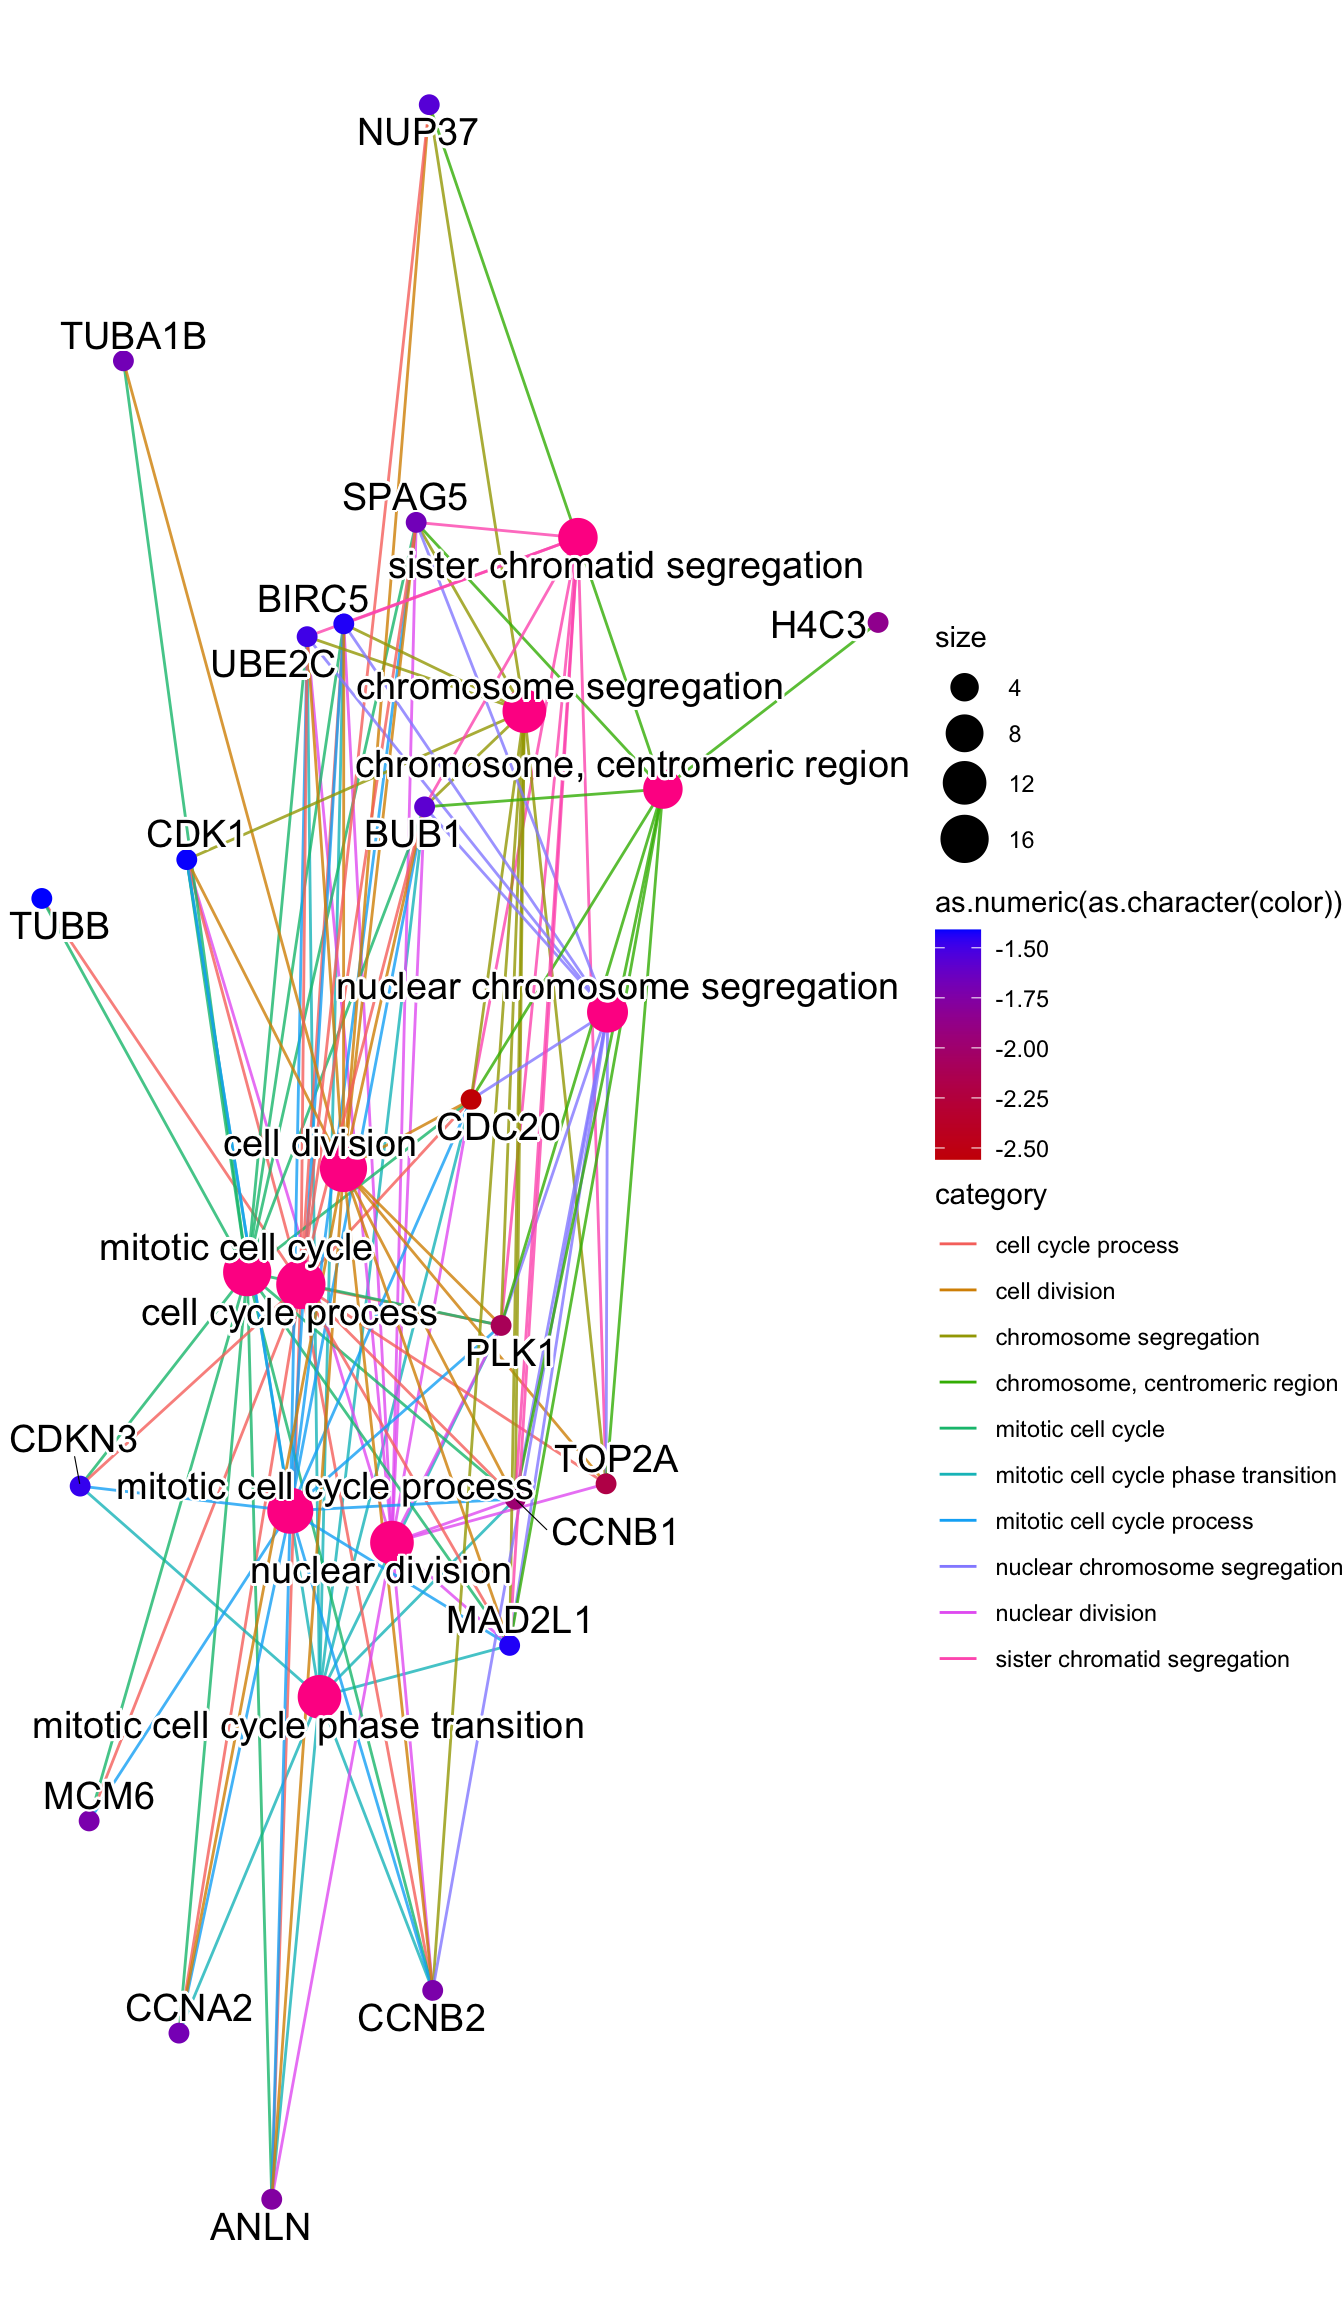 NUP37
TUBA1B
SPAG5
sister chromatid segregation
BIRC5
H4C3
UBE2C
chromosome segregation
chromosome, centromeric region
CDK1
BUB1
TUBB
nuclear chromosome segregation
CDC20
cell division
mitotic cell cycle
cell cycle process
PLK1
CDKN3
TOP2A
mitotic cell cycle process
CCNB1
nuclear division
MAD2L1
mitotic cell cycle phase transition
MCM6
CCNA2
CCNB2
ANLN
size
4
8
12
16
as.numeric(as.character(color))
-1.50
-1.75
-2.00
-2.25
-2.50
category
cell cycle process
cell division
chromosome segregation
chromosome, centromeric region
mitotic cell cycle
mitotic cell cycle phase transition
mitotic cell cycle process
nuclear chromosome segregation
nuclear division
sister chromatid segregation